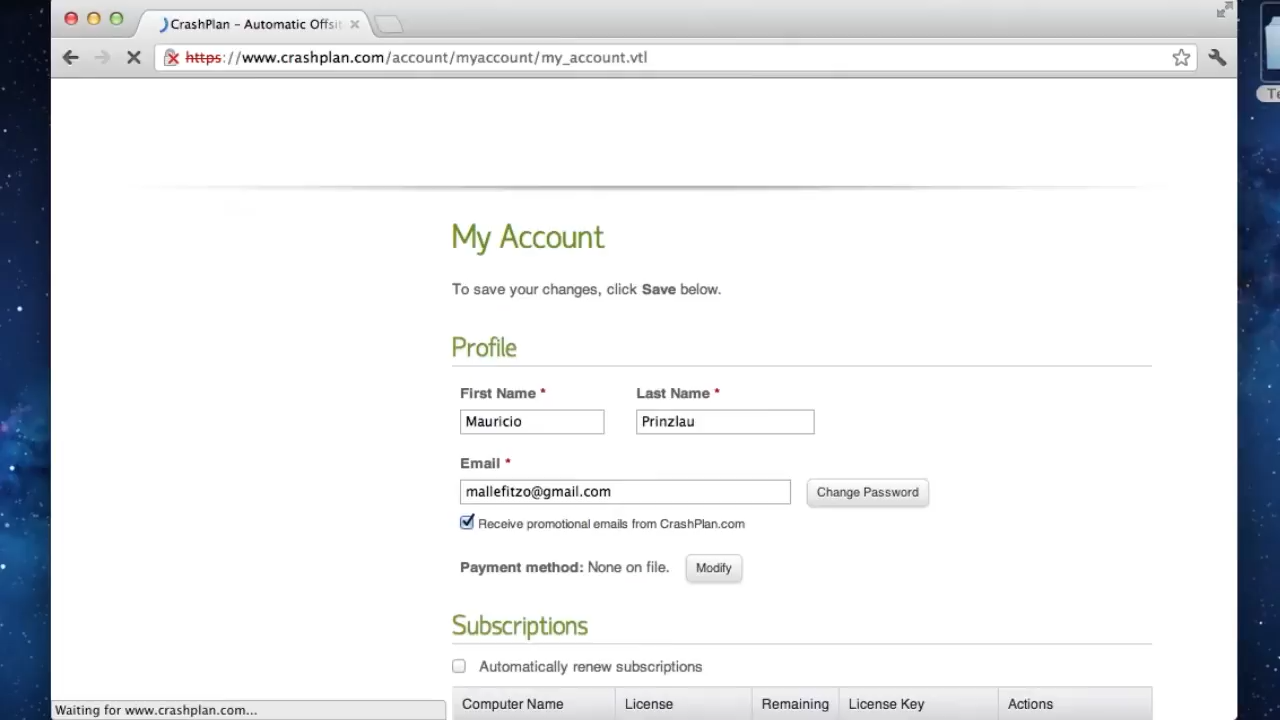 CrashPlan – Automatic Offsi
https://www.crashplan.com/account/myaccount/my_account.vtl
My Account
To save your changes, click Save below.
Profile
First Name * Last Name *
Mauricio Prinzlau
Email *
mallefitzo@gmail.com Change Password
Receive promotional emails from CrashPlan.com
Payment method: None on file. Modify
Subscriptions
Automatically renew subscriptions
Computer Name License Remaining License Key Actions
Waiting for www.crashplan.com...